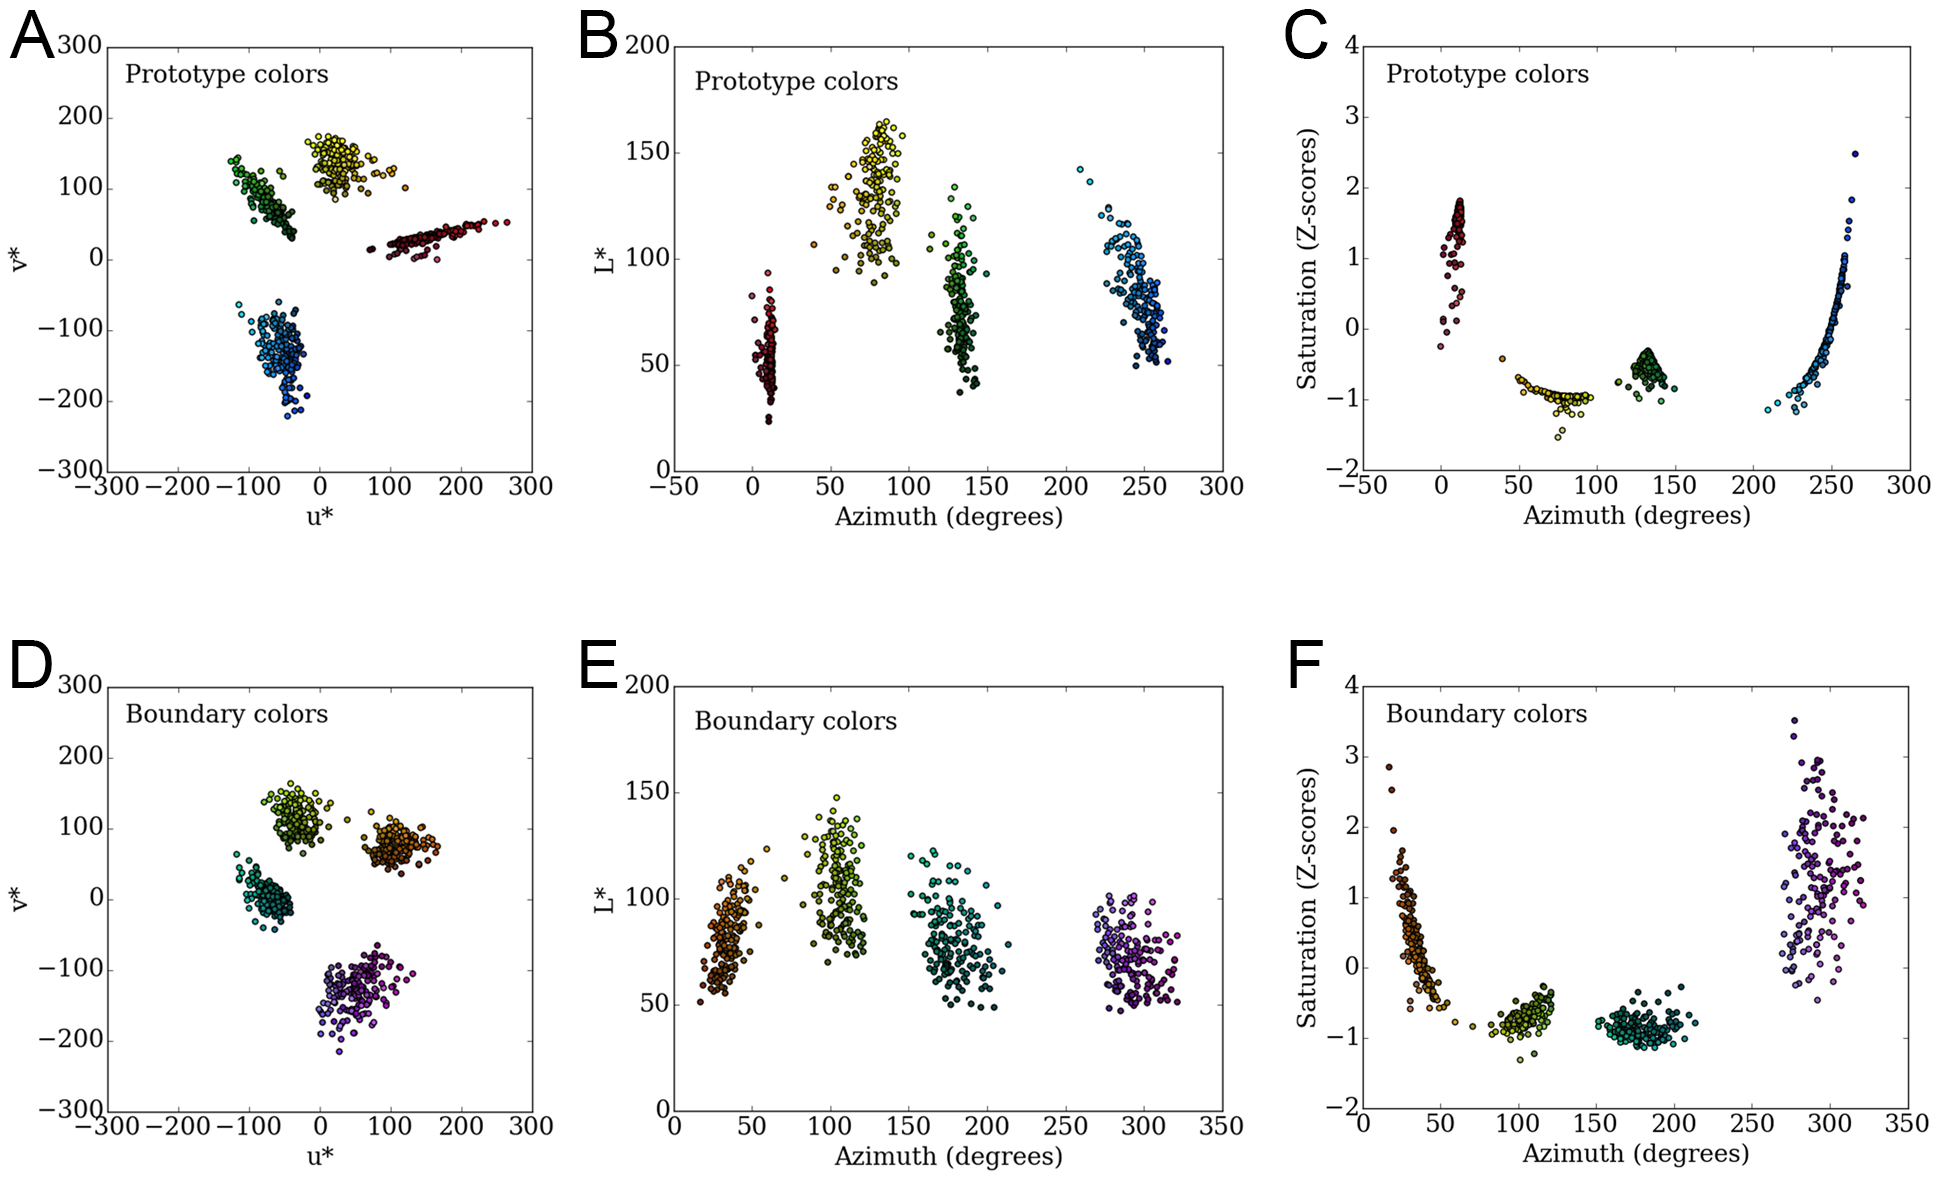 A
300
200
100
0
−100
−200
−300
v*
Prototype colors
−300 −200 −100 0 100 200 300
u*
B
200
150
100
50
0
L*
Prototype colors
−50 0 50 100 150 200 250 300
Azimuth (degrees)
C
4
3
2
1
0
−1
−2
Saturation (Z-scores)
Prototype colors
−50 0 50 100 150 200 250 300
Azimuth (degrees)
D
300
200
100
0
−100
−200
−300
v*
Boundary colors
−300 −200 −100 0 100 200 300
u*
E
200
150
100
50
0
L*
Boundary colors
0 50 100 150 200 250 300 350
Azimuth (degrees)
F
4
3
2
1
0
−1
−2
Saturation (Z-scores)
Boundary colors
0 50 100 150 200 250 300 350
Azimuth (degrees)